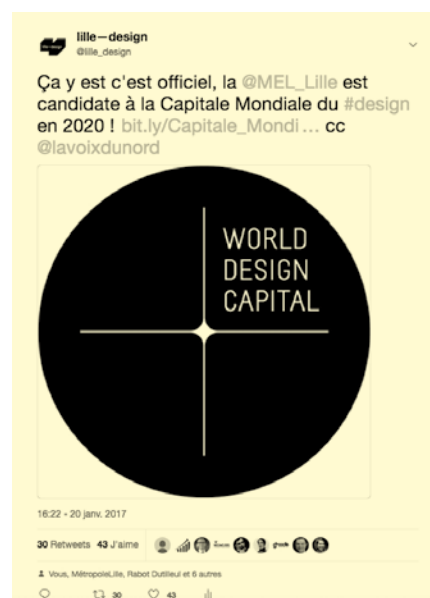 lille—design
@lille_design
Ça y est c'est officiel, la @MEL_Lille est
candidate à la Capitale Mondiale du #design
en 2020 ! bit.ly/Capitale_Mondi… cc
@lavoixdunord
WORLD
DESIGN
CAPITAL
16:22 - 20 janv. 2017
30 Retweets 43 J'aime
Vous, MétropoleLille, Rabot Dutilleul et 6 autres
30 43